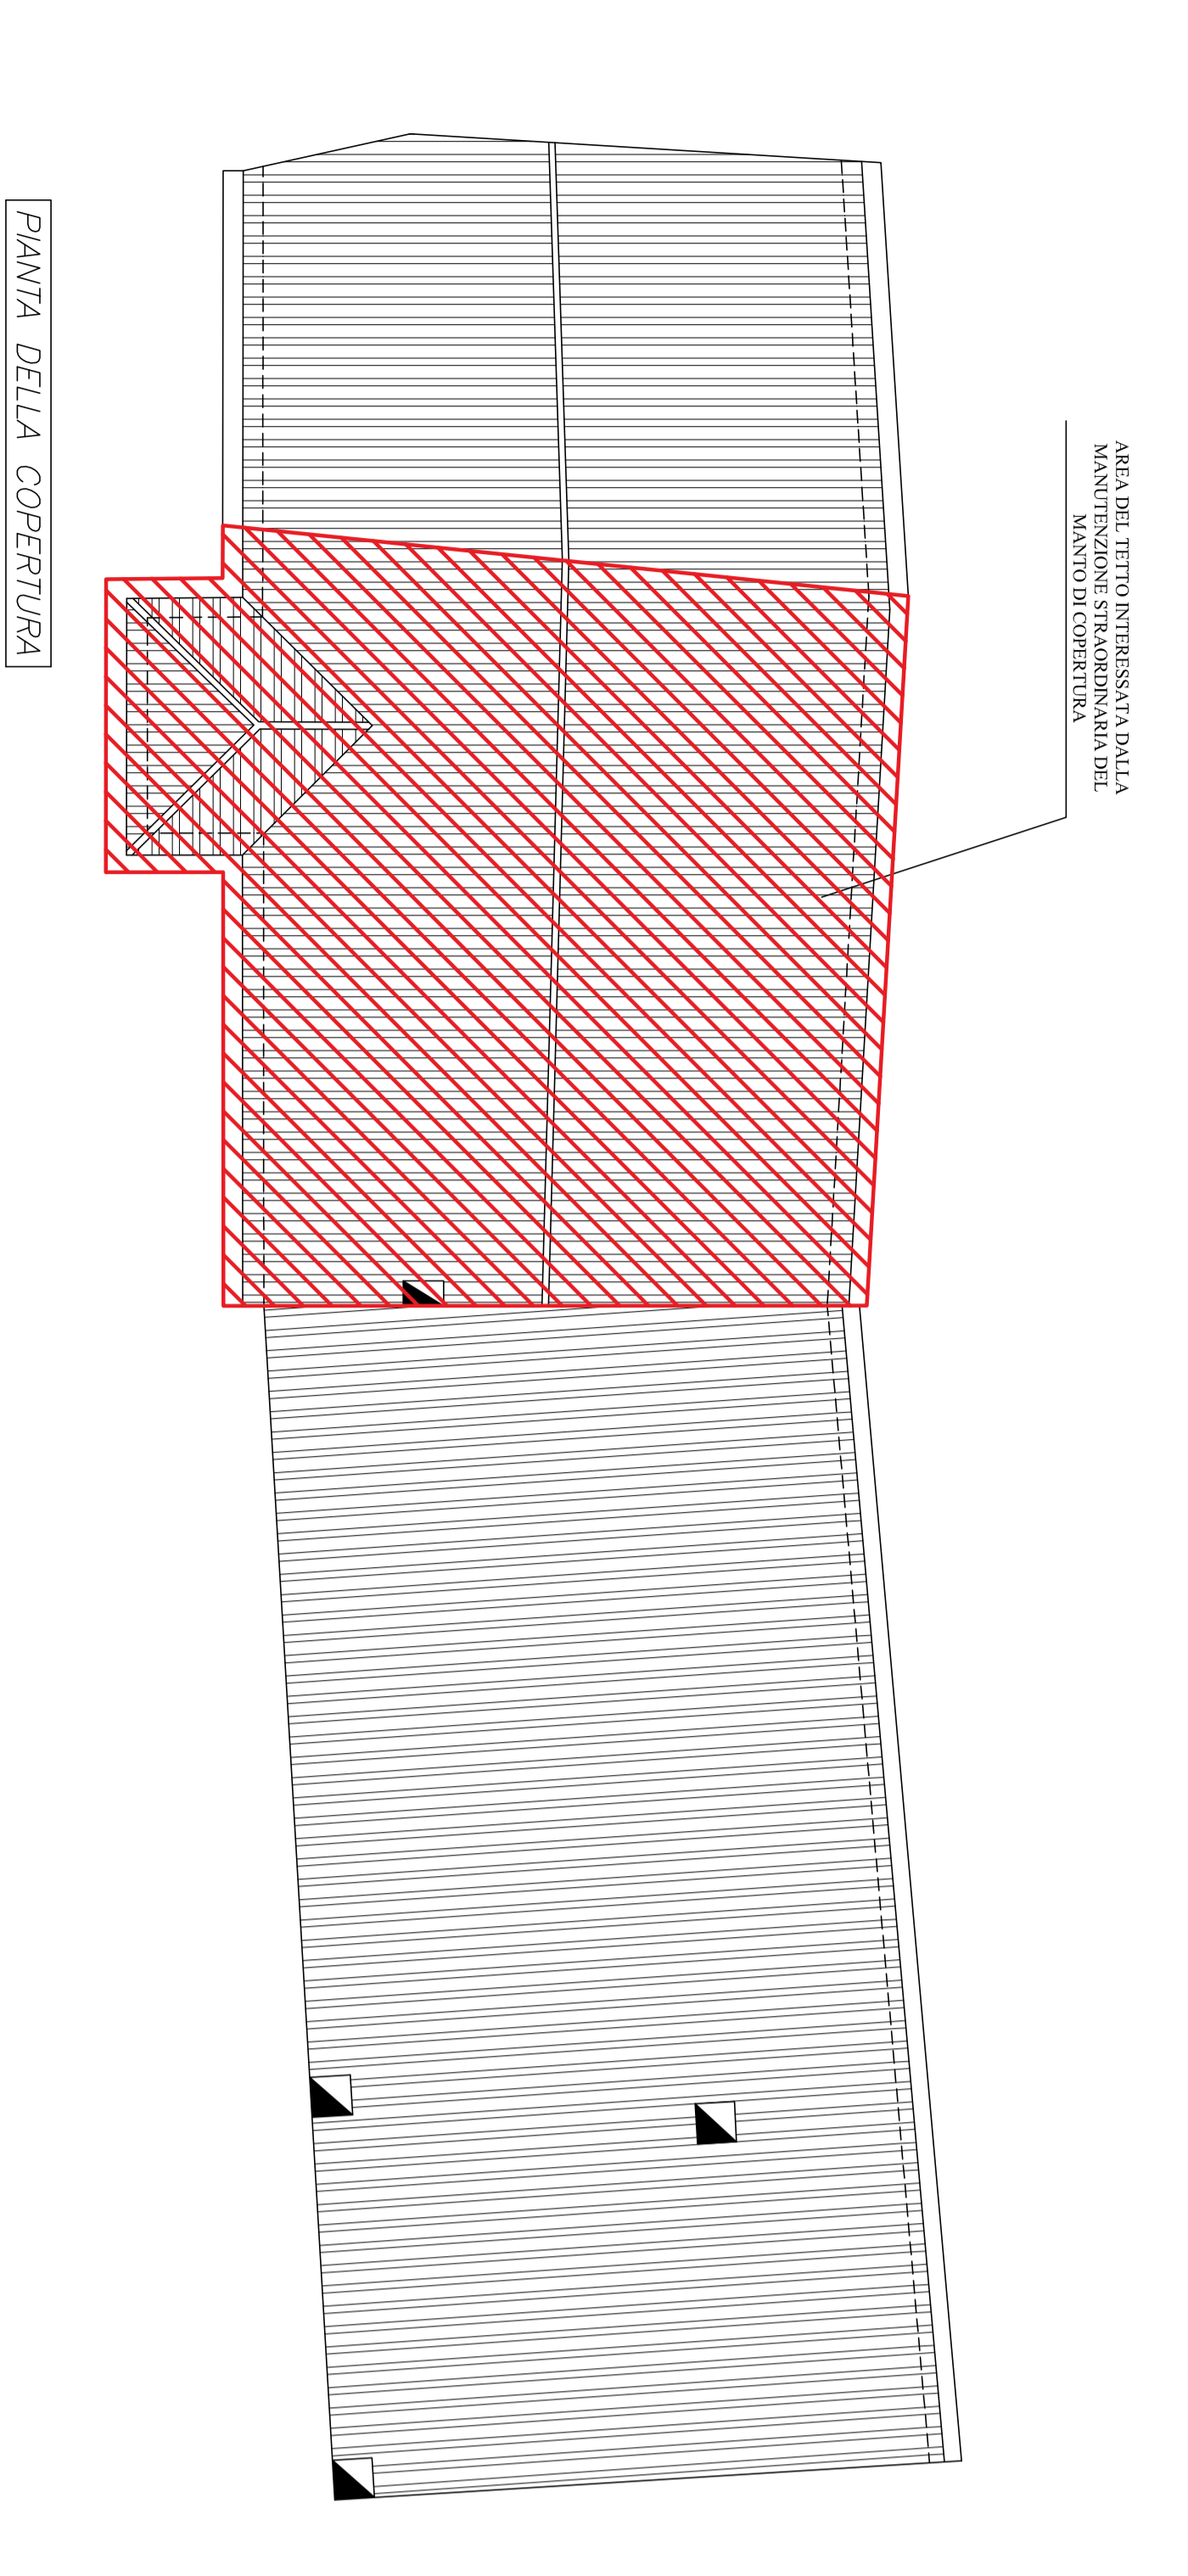 AREA DEL TETTO INTERESSATA DALLA
MANUTENZIONE STRAORDINARIA DEL
MANTO DI COPERTURA
PIANTA DELLA COPERTURA